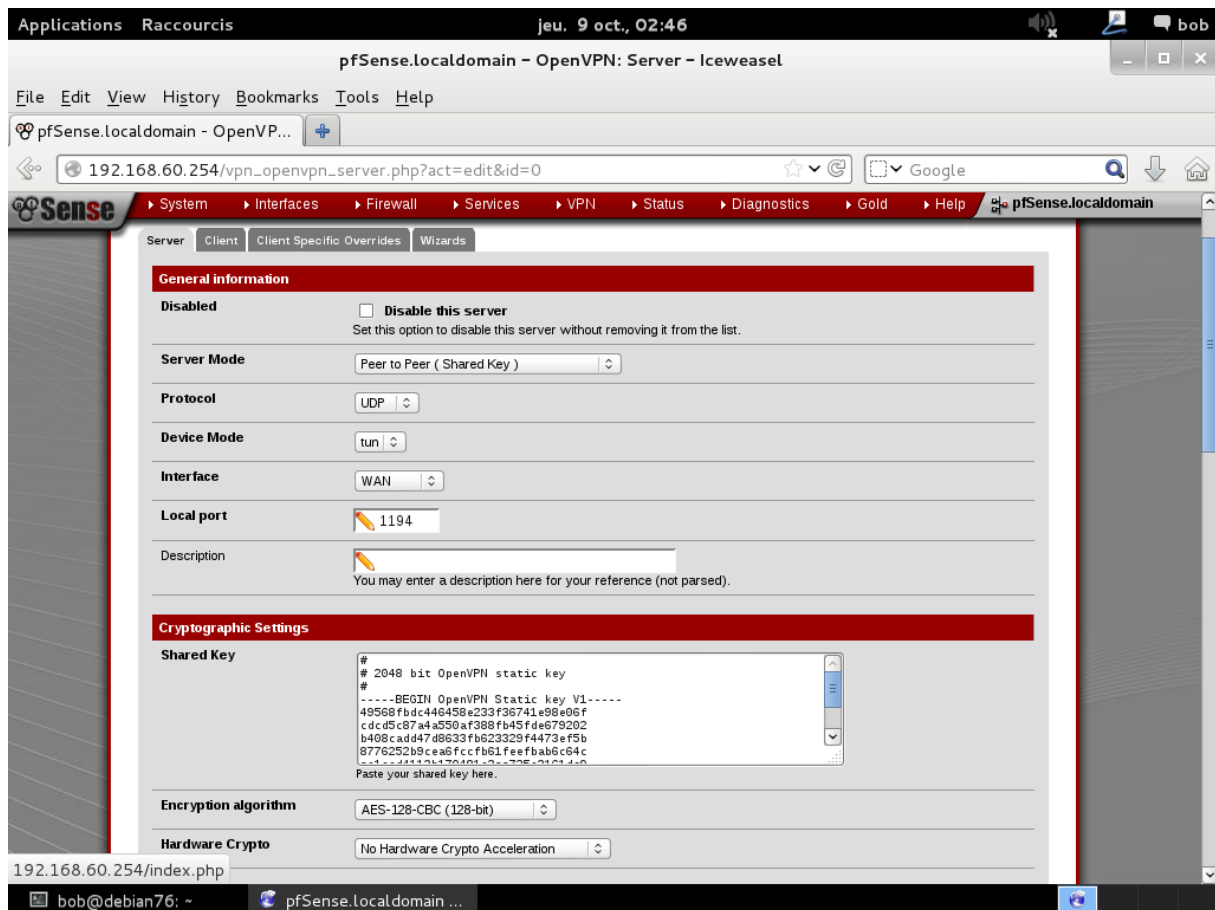 Applications Raccourcis jeu. 9 oct., 02:46 bob
pfSense.localdomain – OpenVPN: Server – Iceweasel
File Edit View History Bookmarks Tools Help
pfSense.localdomain - OpenVP...
192.168.60.254/vpn_openvpn_server.php?act=edit&id=0 Google
Sense System Interfaces Firewall Services VPN Status Diagnostics Gold Help pfSense.localdomain
Server Client Client Specific Overrides Wizards
General information
Disabled Disable this server
Set this option to disable this server without removing it from the list.
Server Mode Peer to Peer ( Shared Key )
Protocol UDP
Device Mode tun
Interface WAN
Local port 1194
Description
You may enter a description here for your reference (not parsed).
Cryptographic Settings
Shared Key #
# 2048 bit OpenVPN static key
#
-----BEGIN OpenVPN Static key V1-----
49568fbdc446458e233f36741e98e06f
cdcd5c87a4a550af388fb45fde679202
b408cadd47d8633fb623329f4473ef5b
8776252b9cea6fccfb61feefbab6c64c
Paste your shared key here.
Encryption algorithm AES-128-CBC (128-bit)
Hardware Crypto No Hardware Crypto Acceleration
192.168.60.254/index.php
bob@debian76: ~ pfSense.localdomain ...